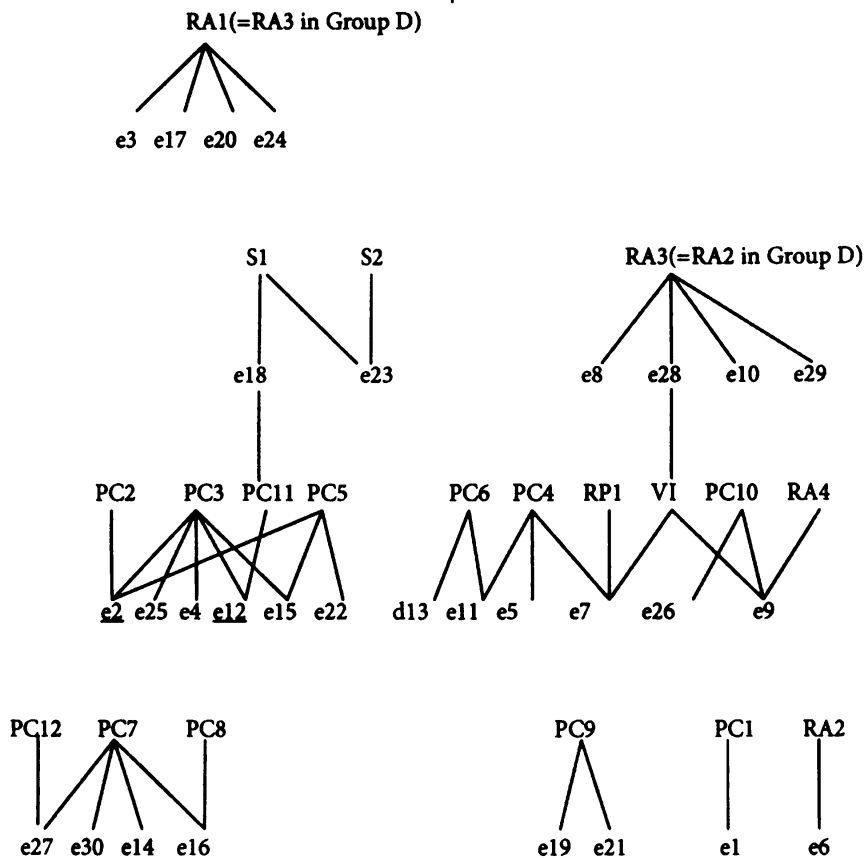 RA1(=RA3 in Group D)
e3 e17 e20 e24
S1 S2 RA3(=RA2 in Group D)
e18 e23 e8 e28 e10 e29
PC2 PC3 PC11 PC5 PC6 PC4 RP1 VI PC10 RA4
e2 e25 e4 e12 e15 e22 d13 e11 e5 e7 e26 e9
PC12 PC7 PC8 PC9 PC1 RA2
e27 e30 e14 e16 e19 e21 e1 e6